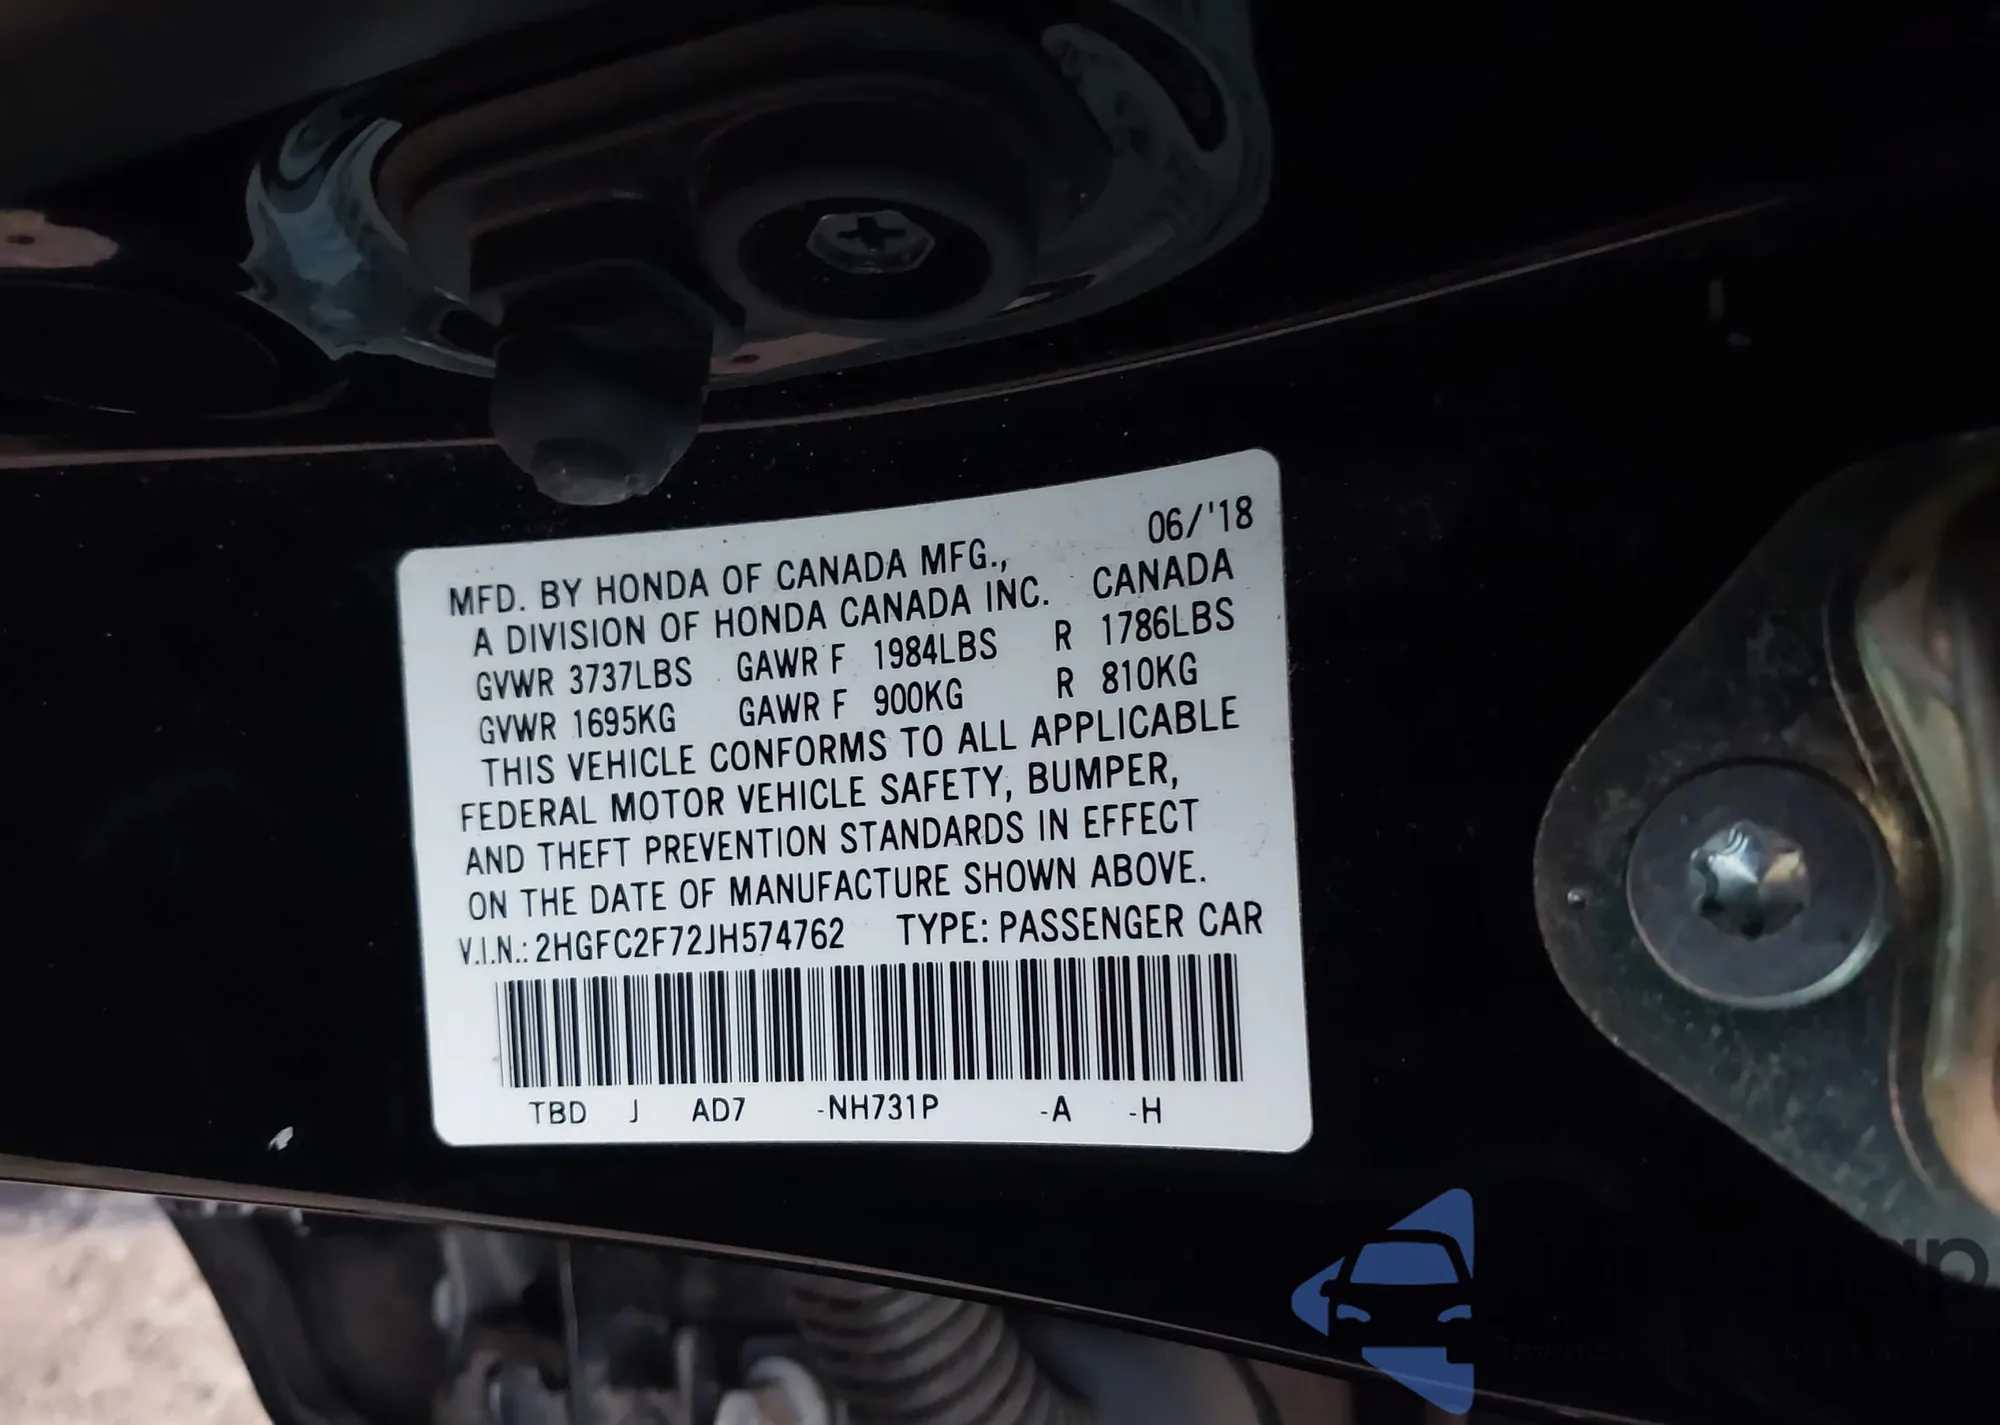 06/'18
MFD. BY HONDA OF CANADA MFG.,
A DIVISION OF HONDA CANADA INC. CANADA
GVWR 3737LBS GAWR F 1984LBS R 1786LBS
GVWR 1695KG GAWR F 900KG R 810KG
THIS VEHICLE CONFORMS TO ALL APPLICABLE
FEDERAL MOTOR VEHICLE SAFETY, BUMPER,
AND THEFT PREVENTION STANDARDS IN EFFECT
ON THE DATE OF MANUFACTURE SHOWN ABOVE.
V.I.N.: 2HGFC2F72JH574762 TYPE: PASSENGER CAR
TBD J AD7 -NH731P -A -H